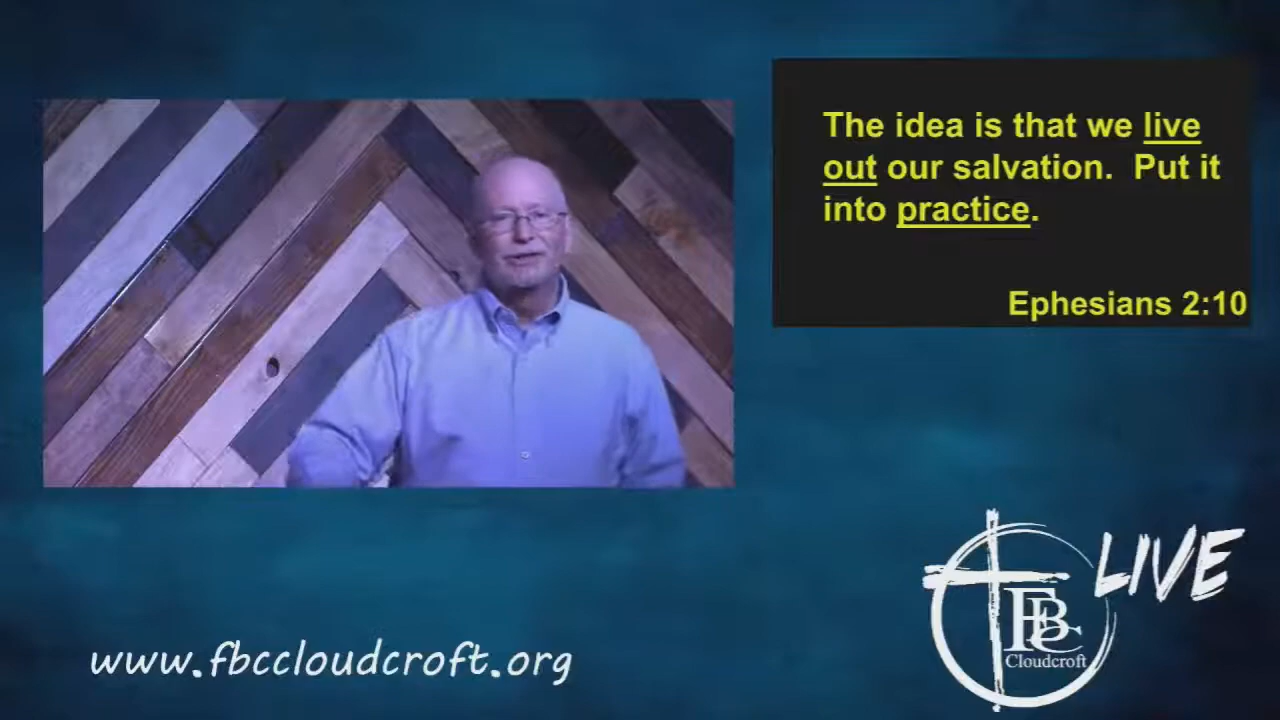 The idea is that we live
out our salvation.  Put it
into practice.
Ephesians 2:10
LIVE
FBC
Cloudcroft
www.fbccloudcroft.org